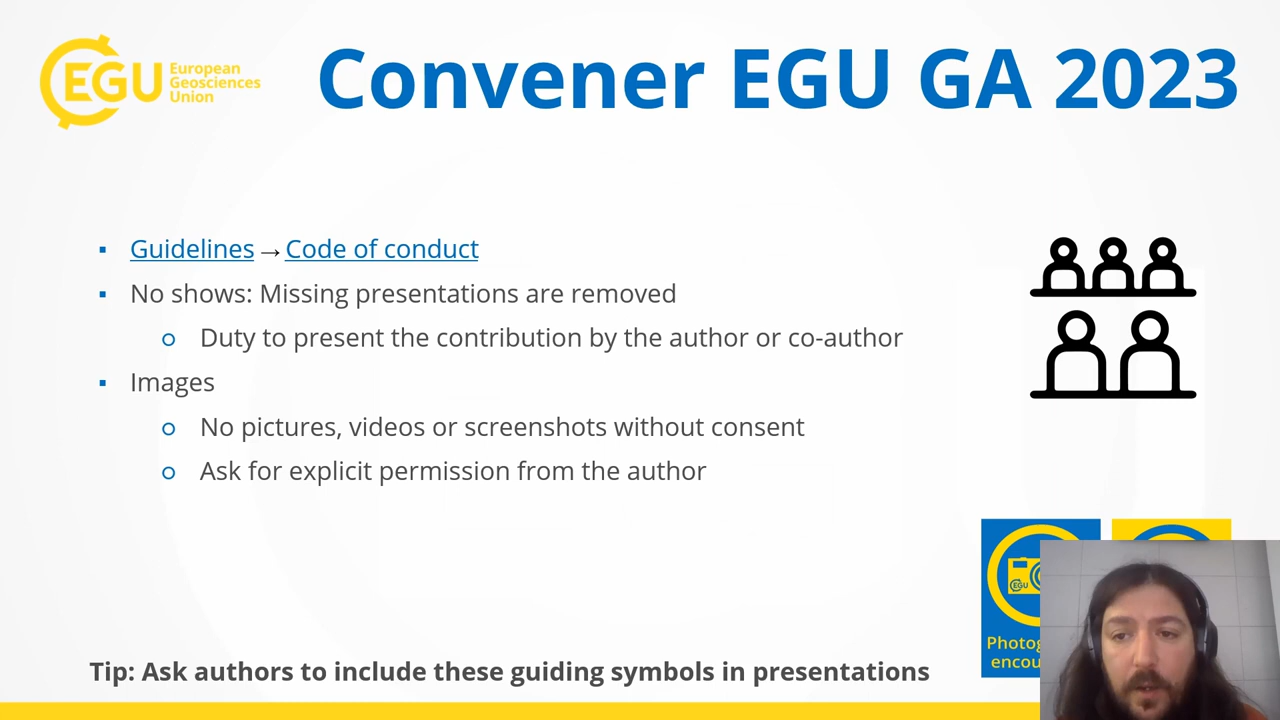 EGU European
Geosciences
Union
Convener EGU GA 2023
Guidelines → Code of conduct
No shows: Missing presentations are removed
Duty to present the contribution by the author or co-author
Images
No pictures, videos or screenshots without consent
Ask for explicit permission from the author
EGU
Tip: Ask authors to include these guiding symbols in presentations